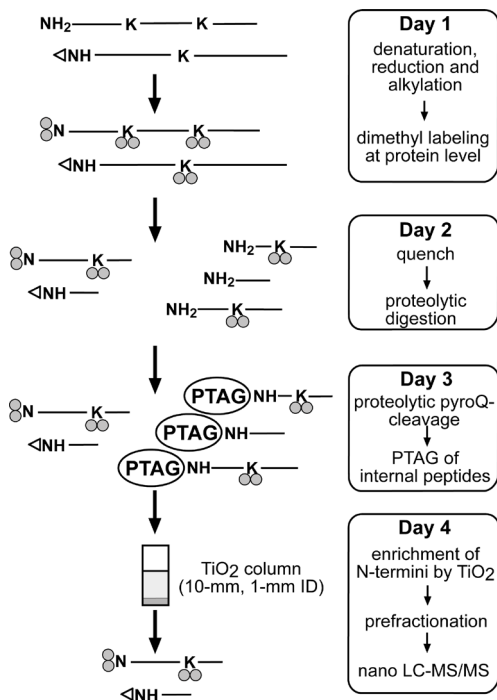 NH2 K K
◁NH K
N K K
◁NH K
Day 1
denaturation,
reduction and
alkylation
dimethyl labeling
at protein level
N K
◁NH
NH2 K
NH2
NH2 K
Day 2
quench
proteolytic
digestion
N K
◁NH
PTAG NH K
PTAG NH
PTAG NH K
Day 3
proteolytic pyroQ-
cleavage
PTAG of
internal peptides
TiO2 column
(10-mm, 1-mm ID)
N K
◁NH
Day 4
enrichment of
N-termini by TiO2
prefractionation
nano LC-MS/MS